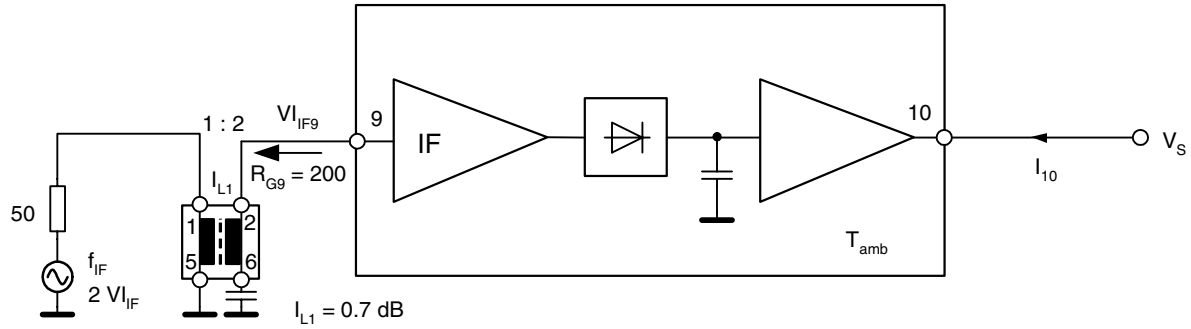 VI_IF9
9
10
1 : 2
IF
V_S
R_G9 = 200
I_10
I_L1
50
1
2
T_amb
5
6
f_IF
2 VI_IF
I_L1 = 0.7 dB